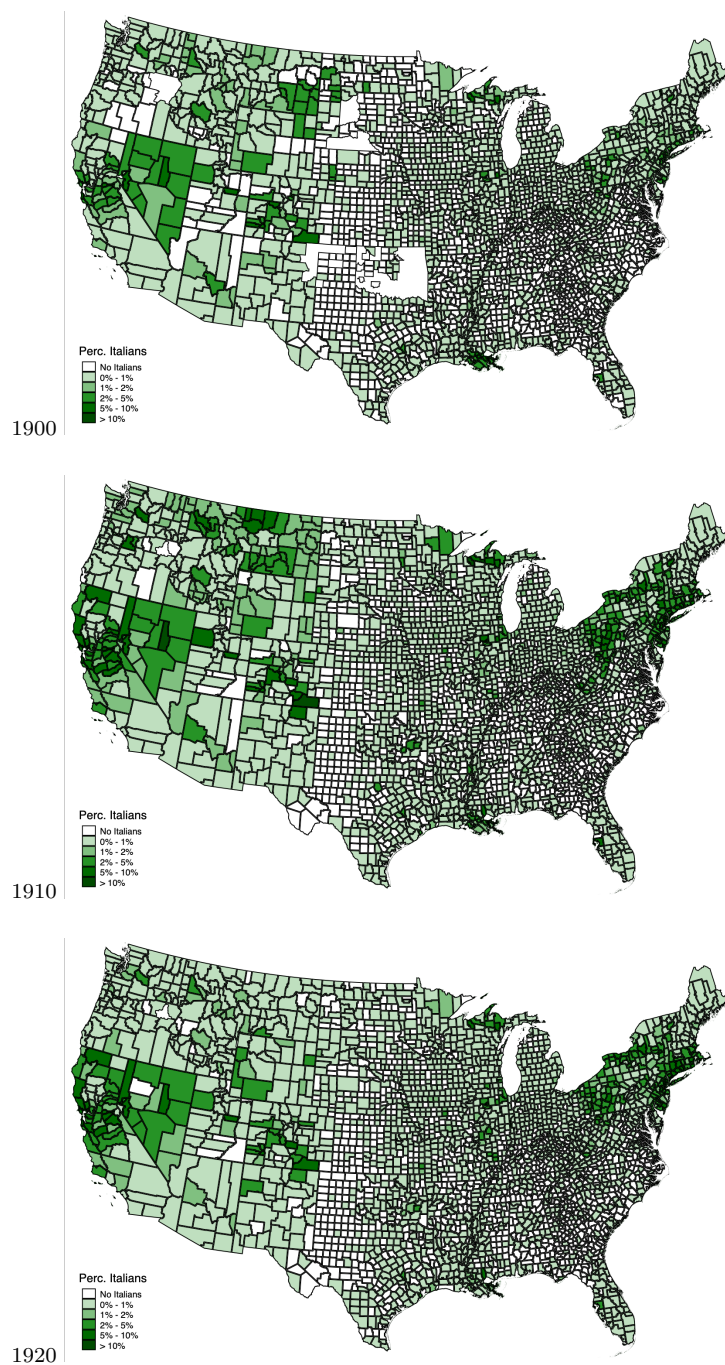 Perc. Italians
No Italians
0% - 1%
1% - 2%
2% - 5%
5% - 10%
> 10%
1900
Perc. Italians
No Italians
0% - 1%
1% - 2%
2% - 5%
5% - 10%
> 10%
1910
Perc. Italians
No Italians
0% - 1%
1% - 2%
2% - 5%
5% - 10%
> 10%
1920